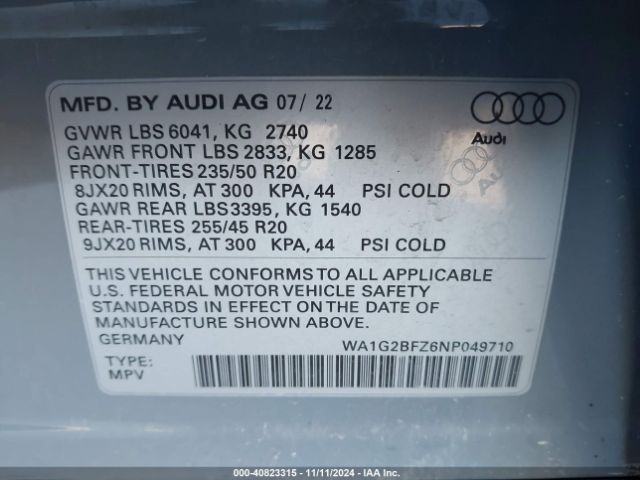 MFD. BY AUDI AG 07/ 22
Audi
GVWR LBS 6041, KG 2740
GAWR FRONT LBS 2833, KG 1285
FRONT-TIRES 235/50 R20
8JX20 RIMS, AT 300 KPA, 44 PSI COLD
GAWR REAR LBS3395, KG 1540
REAR-TIRES 255/45 R20
9JX20 RIMS, AT 300 KPA, 44 PSI COLD
THIS VEHICLE CONFORMS TO ALL APPLICABLE
U.S. FEDERAL MOTOR VEHICLE SAFETY
STANDARDS IN EFFECT ON THE DATE OF
MANUFACTURE SHOWN ABOVE.
GERMANY WA1G2BFZ6NP049710
TYPE:
MPV
000-40823315 - 11/11/2024 - IAA Inc.